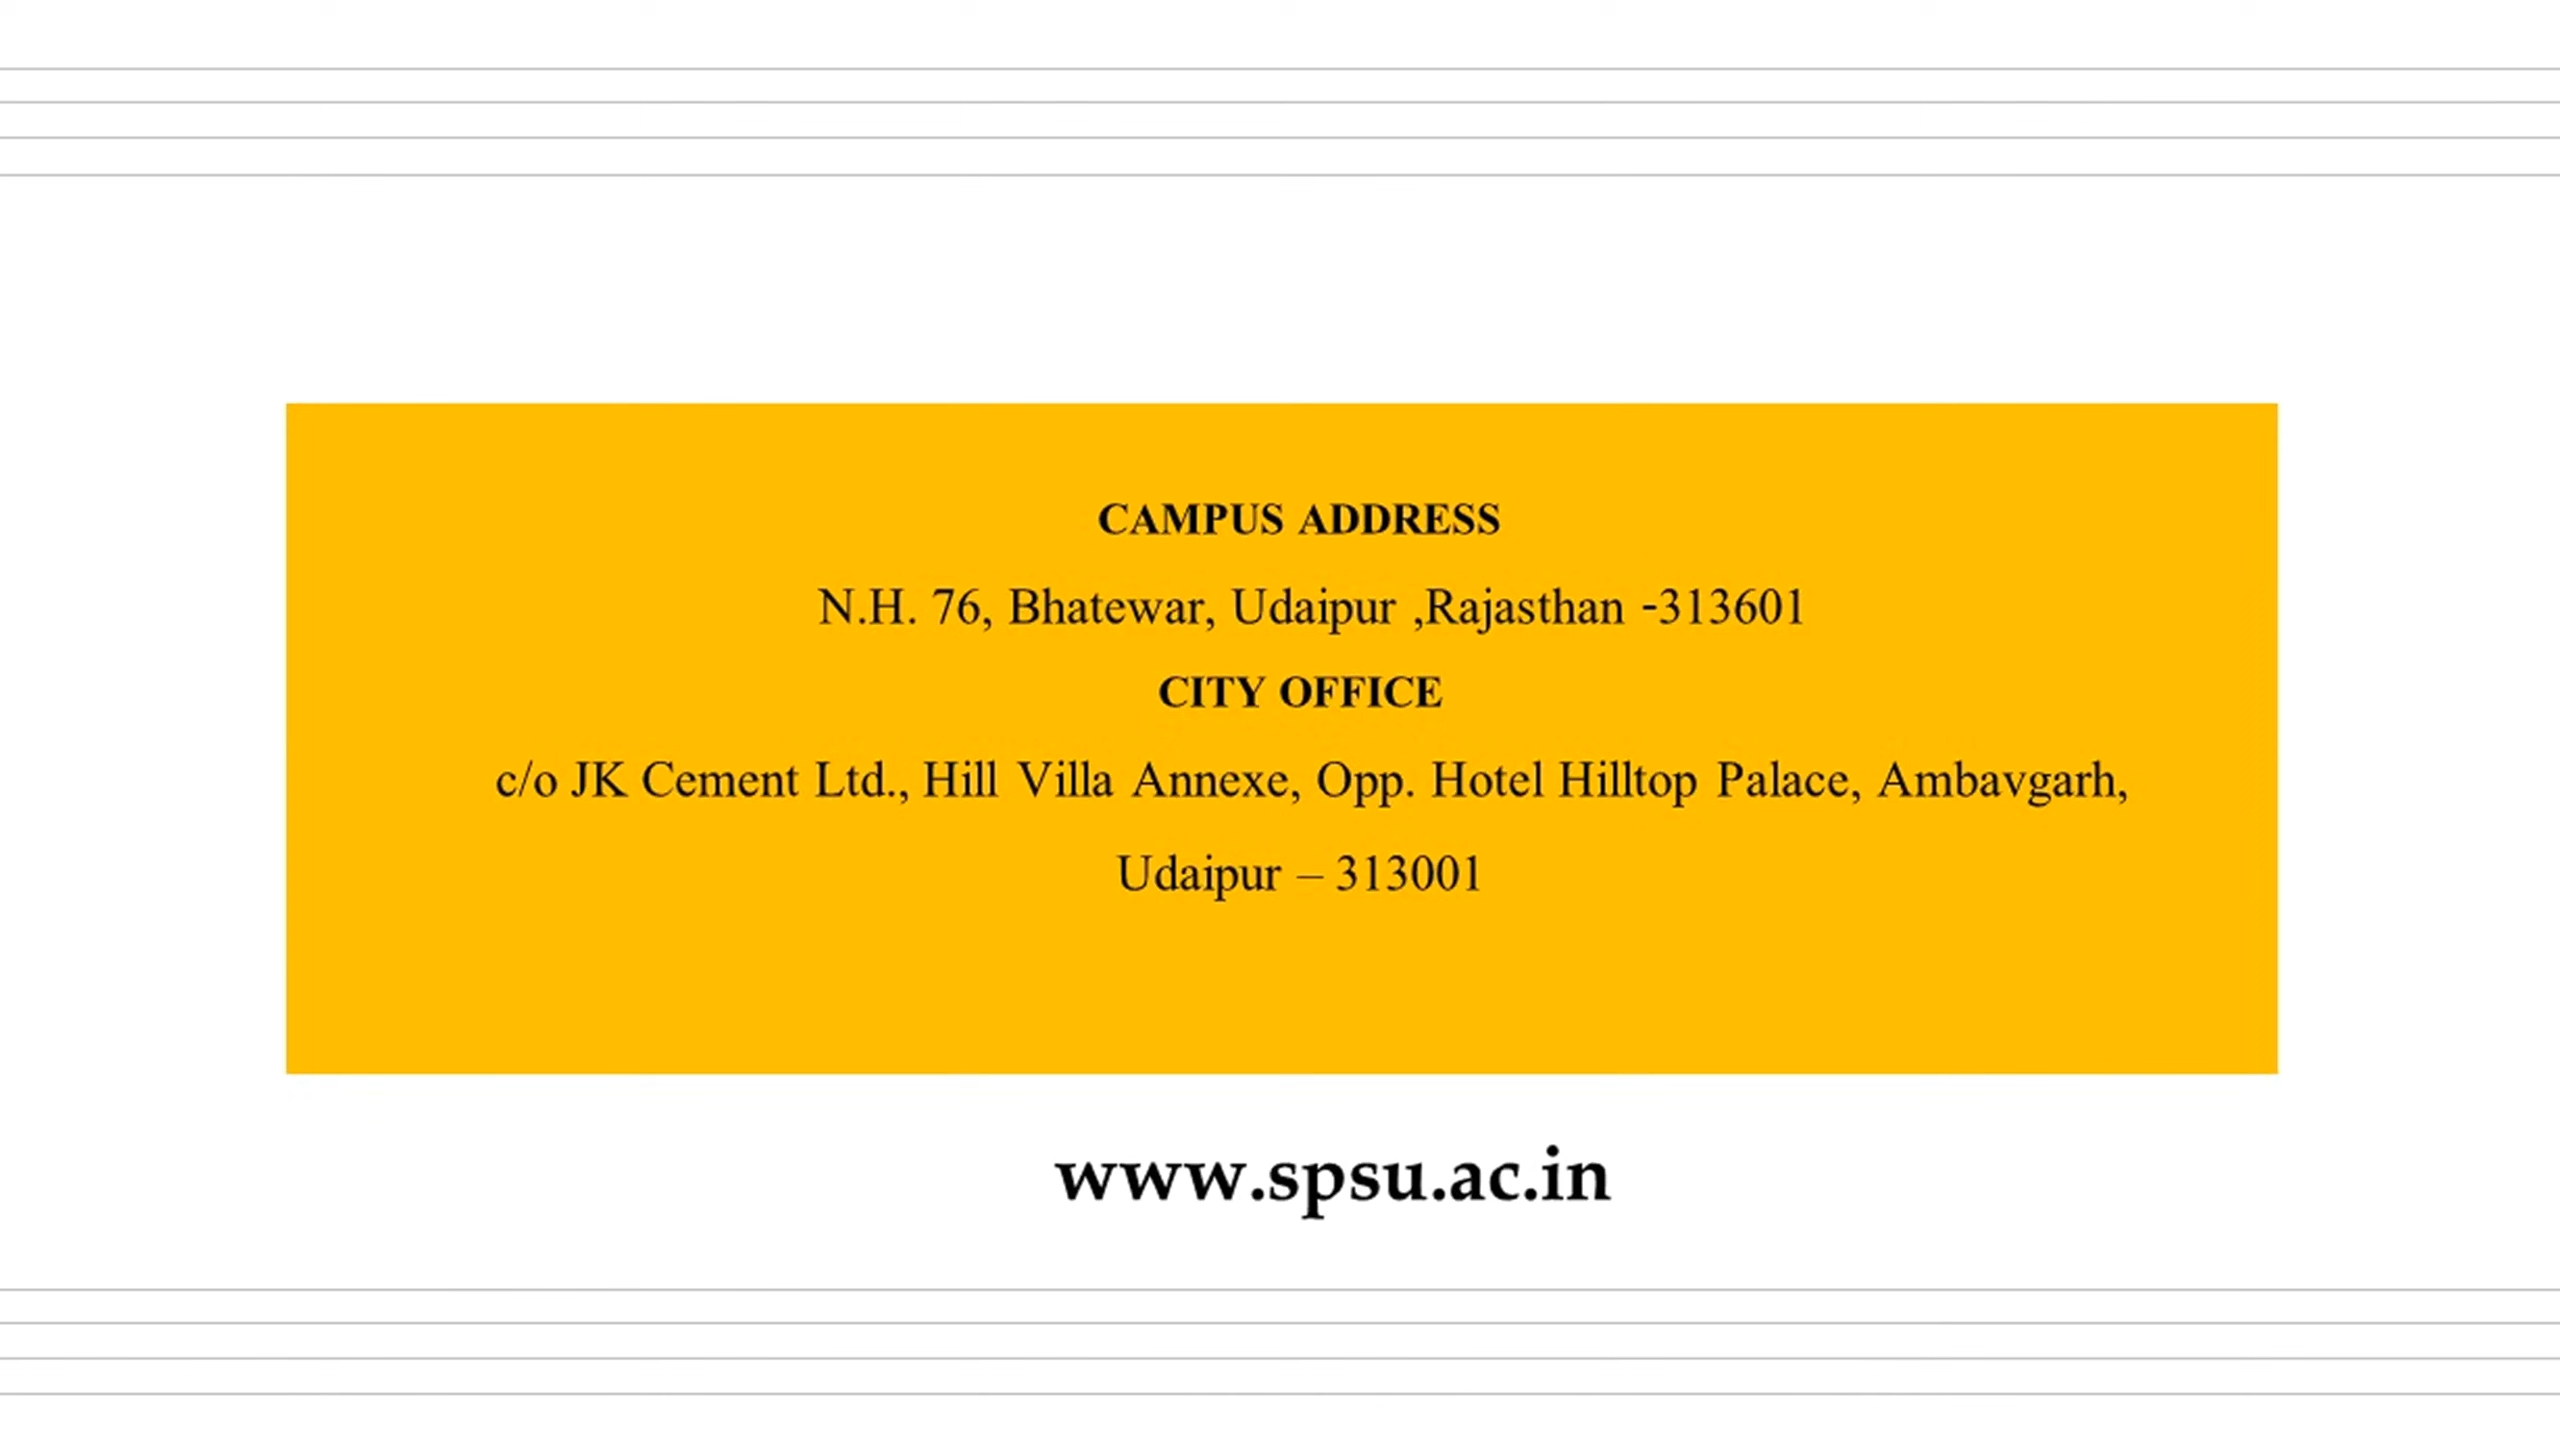 CAMPUS ADDRESS
N.H. 76, Bhatewar, Udaipur ,Rajasthan -313601
CITY OFFICE
c/o JK Cement Ltd., Hill Villa Annexe, Opp. Hotel Hilltop Palace, Ambavgarh,
Udaipur – 313001
www.spsu.ac.in